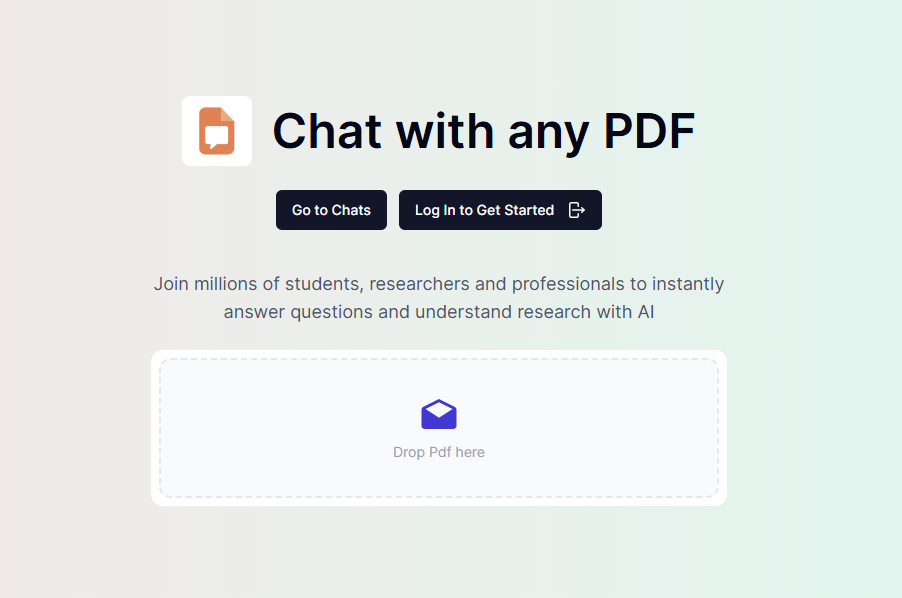 Chat with any PDF
Go to Chats
Log In to Get Started
Join millions of students, researchers and professionals to instantly
answer questions and understand research with AI
Drop Pdf here